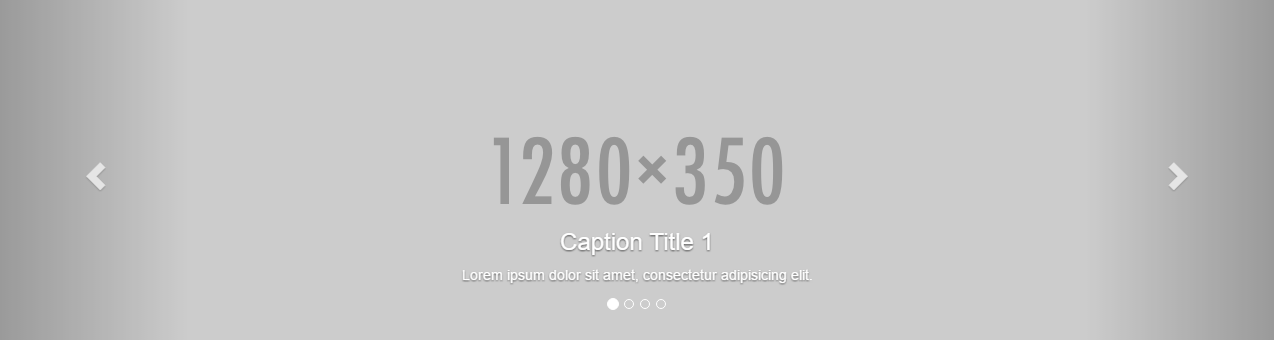 1280×350
Caption Title 1
Lorem ipsum dolor sit amet, consectetur adipisicing elit.